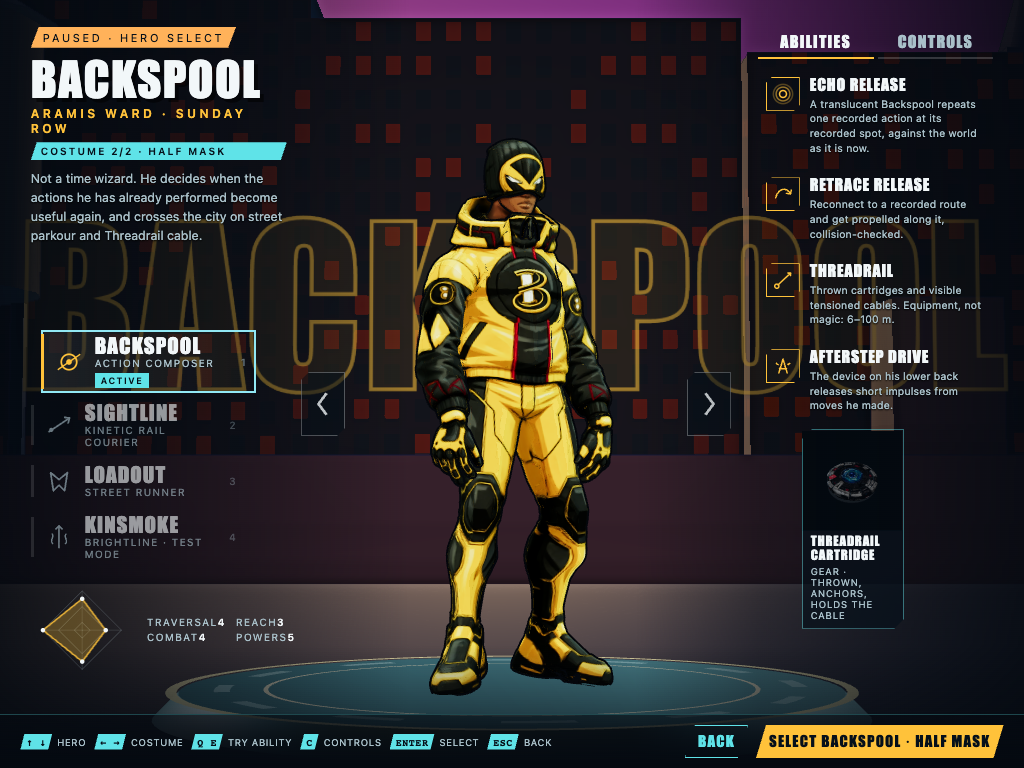 PAUSED · HERO SELECT
BACKSPOOL
ARAMIS WARD · SUNDAY
ROW
COSTUME 2/2 · HALF MASK
Not a time wizard. He decides when the
actions he has already performed become
useful again, and crosses the city on street
parkour and Threadrail cable.
BACKSPOOL
BACKSPOOL
ACTION COMPOSER
1
ACTIVE
SIGHTLINE
KINETIC RAIL
COURIER
2
LOADOUT
STREET RUNNER
3
KINSMOKE
BRIGHTLINE · TEST
MODE
4
TRAVERSAL4 REACH3
COMBAT4 POWERS5
B
B
ABILITIES CONTROLS
ECHO RELEASE
A translucent Backspool repeats
one recorded action at its
recorded spot, against the world
as it is now.
RETRACE RELEASE
Reconnect to a recorded route
and get propelled along it,
collision-checked.
THREADRAIL
Thrown cartridges and visible
tensioned cables. Equipment, not
magic: 6–100 m.
AFTERSTEP DRIVE
The device on his lower back
releases short impulses from
moves he made.
THREADRAIL
CARTRIDGE
GEAR ·
THROWN,
ANCHORS,
HOLDS THE
CABLE
↑ ↓ HERO ← → COSTUME Q E TRY ABILITY C CONTROLS ENTER SELECT ESC BACK
BACK
SELECT BACKSPOOL · HALF MASK